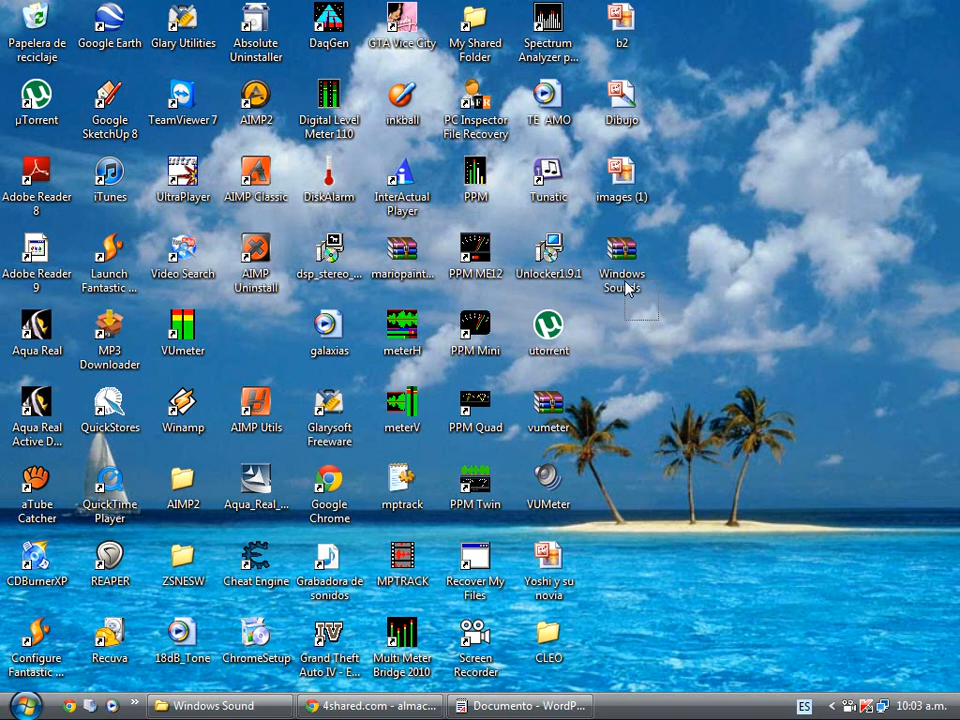 Papelera de reciclaje
Google Earth
Glary Utilities
Absolute Uninstaller
DaqGen
GTA Vice City
My Shared Folder
Spectrum Analyzer p...
b2
µTorrent
Google SketchUp 8
TeamViewer 7
AIMP2
Digital Level Meter 110
inkball
PC Inspector File Recovery
TE_AMO
Dibujo
Adobe Reader 8
iTunes
UltraPlayer
AIMP Classic
DiskAlarm
InterActual Player
PPM
Tunatic
images (1)
Adobe Reader 9
Launch Fantastic ...
Video Search
AIMP Uninstall
dsp_stereo_...
mariopaint...
PPM ME12
Unlocker1.9.1
Windows Sounds
Aqua Real
MP3 Downloader
VUmeter
galaxias
meterH
PPM Mini
utorrent
Aqua Real Active D...
QuickStores
Winamp
AIMP Utils
Glarysoft Freeware
meterV
PPM Quad
vumeter
aTube Catcher
QuickTime Player
AIMP2
Aqua_Real_...
Google Chrome
mptrack
PPM Twin
VUMeter
CDBurnerXP
REAPER
ZSNESW
Cheat Engine
Grabadora de sonidos
MPTRACK
Recover My Files
Yoshi y su novia
Configure Fantastic ...
Recuva
18dB_Tone
ChromeSetup
Grand Theft Auto IV - E...
Multi Meter Bridge 2010
Screen Recorder
CLEO
Windows Sound
4shared.com - almac...
Documento - WordP...
ES
10:03 a.m.